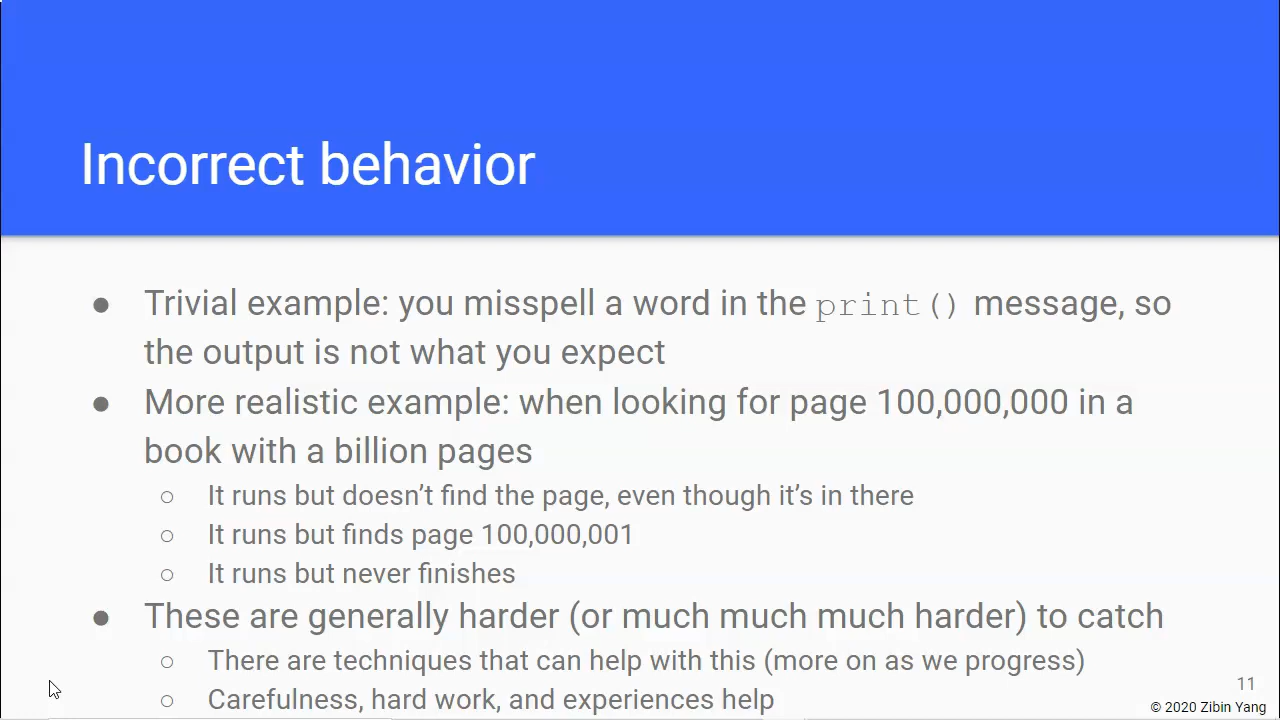 Incorrect behavior
● Trivial example: you misspell a word in the print() message, so
the output is not what you expect
● More realistic example: when looking for page 100,000,000 in a
book with a billion pages
○ It runs but doesn’t find the page, even though it’s in there
○ It runs but finds page 100,000,001
○ It runs but never finishes
● These are generally harder (or much much much harder) to catch
○ There are techniques that can help with this (more on as we progress)
○ Carefulness, hard work, and experiences help
11
© 2020 Zibin Yang